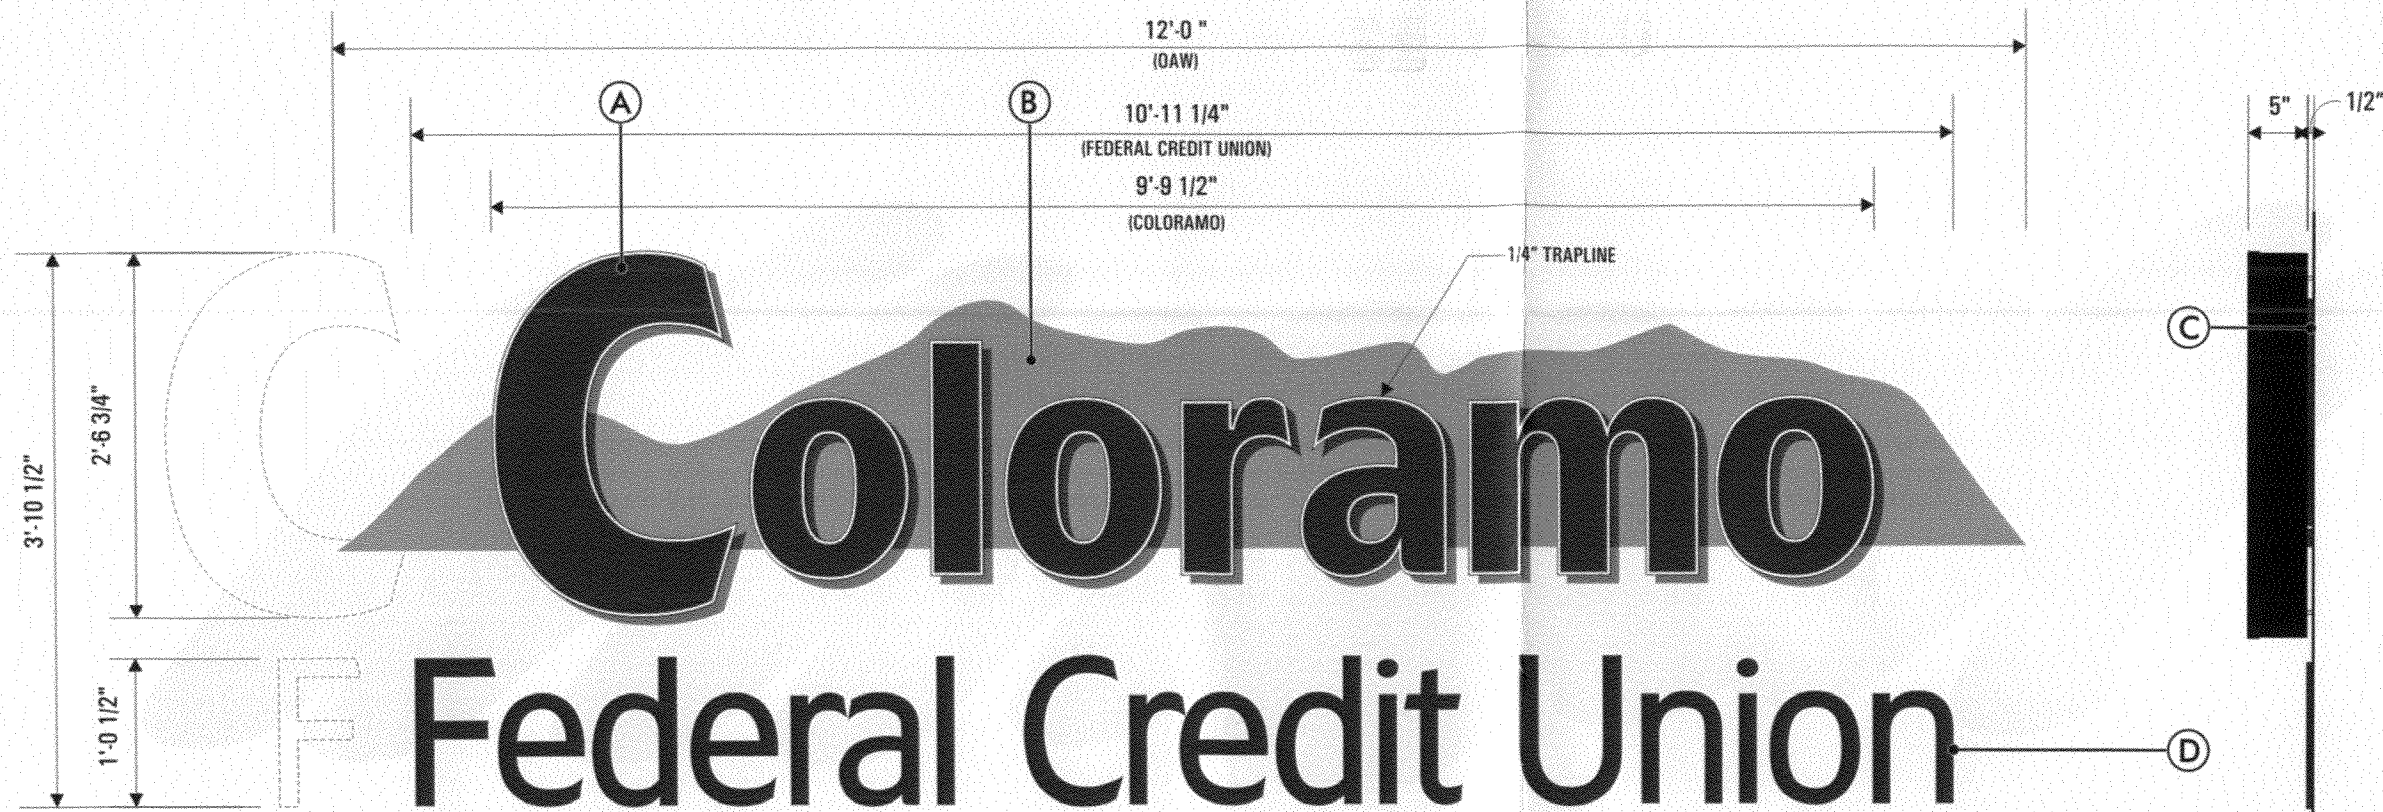 12'-0 "
(OAW)
A
B
10'-11 1/4"
(FEDERAL CREDIT UNION)
9'-9 1/2"
(COLORAMO)
5"
1/2"
1/4" TRAPLINE
C
3'-10 1/2"
2'-6 3/4"
Coloramo
C
1'-0 1/2"
F
Federal Credit Union
D